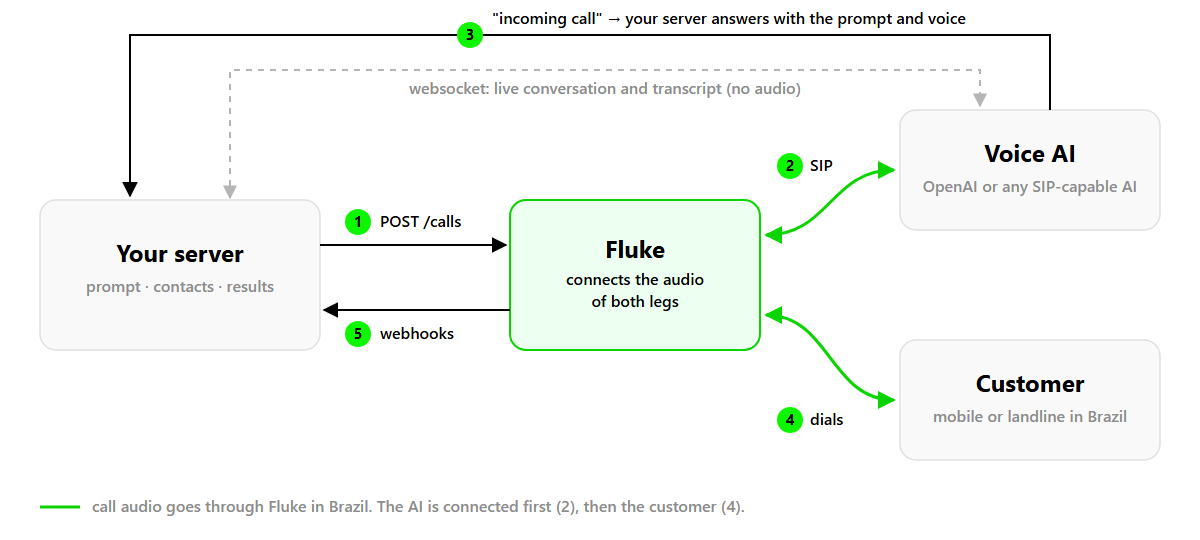 "incoming call" → your server answers with the prompt and voice
3
websocket: live conversation and transcript (no audio)
Voice AI
OpenAI or any SIP-capable AI
2 SIP
1 POST /calls
Your server
prompt · contacts · results
Fluke
connects the audio
of both legs
5 webhooks
Customer
mobile or landline in Brazil
4 dials
call audio goes through Fluke in Brazil. The AI is connected first (2), then the customer (4).